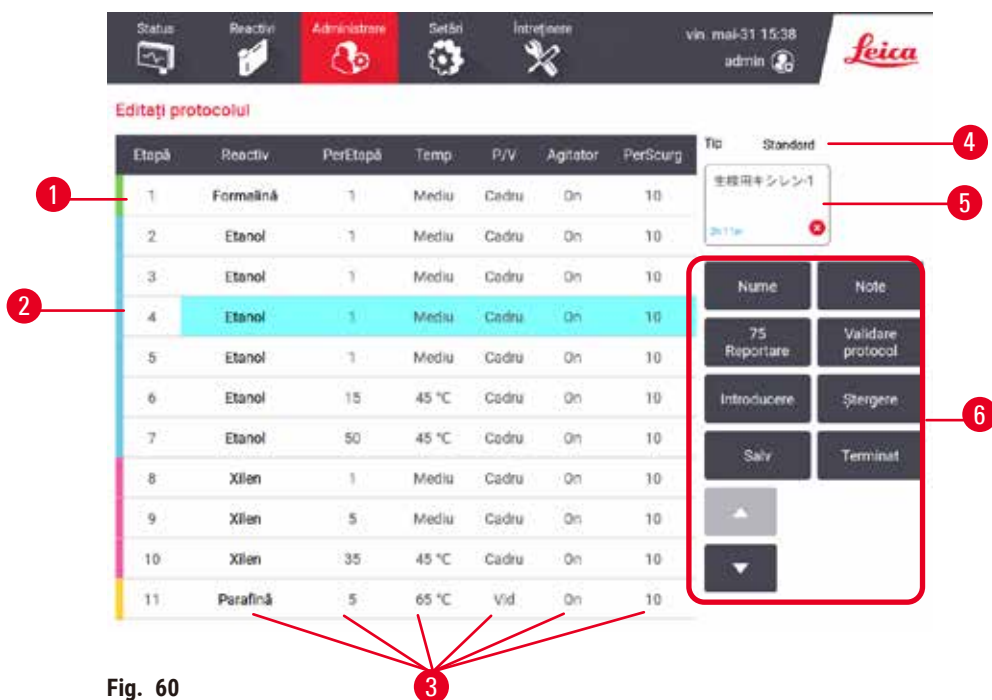 Status Reactivi Administrare Setări Întreținere vin. mai-31 15:38
admin Leica
Editați protocolul
Etapă Reactiv PerEtapă Temp P/V Agitator PerScurg
1 Formalină 1 Mediu Cadru On 10
2 Etanol 1 Mediu Cadru On 10
3 Etanol 1 Mediu Cadru On 10
4 Etanol 1 Mediu Cadru On 10
5 Etanol 1 Mediu Cadru On 10
6 Etanol 15 45 °C Cadru On 10
7 Etanol 50 45 °C Cadru On 10
8 Xilen 1 Mediu Cadru On 10
9 Xilen 5 Mediu Cadru On 10
10 Xilen 35 45 °C Cadru On 10
11 Parafină 5 65 °C Vid On 10
Tip Standard
生検用キシレン-1
2h 11m
Nume Note
75
Reportare
Validare
protocol
Introducere Ștergere
Salv Terminat
1
2
3
4
5
6
Fig. 60